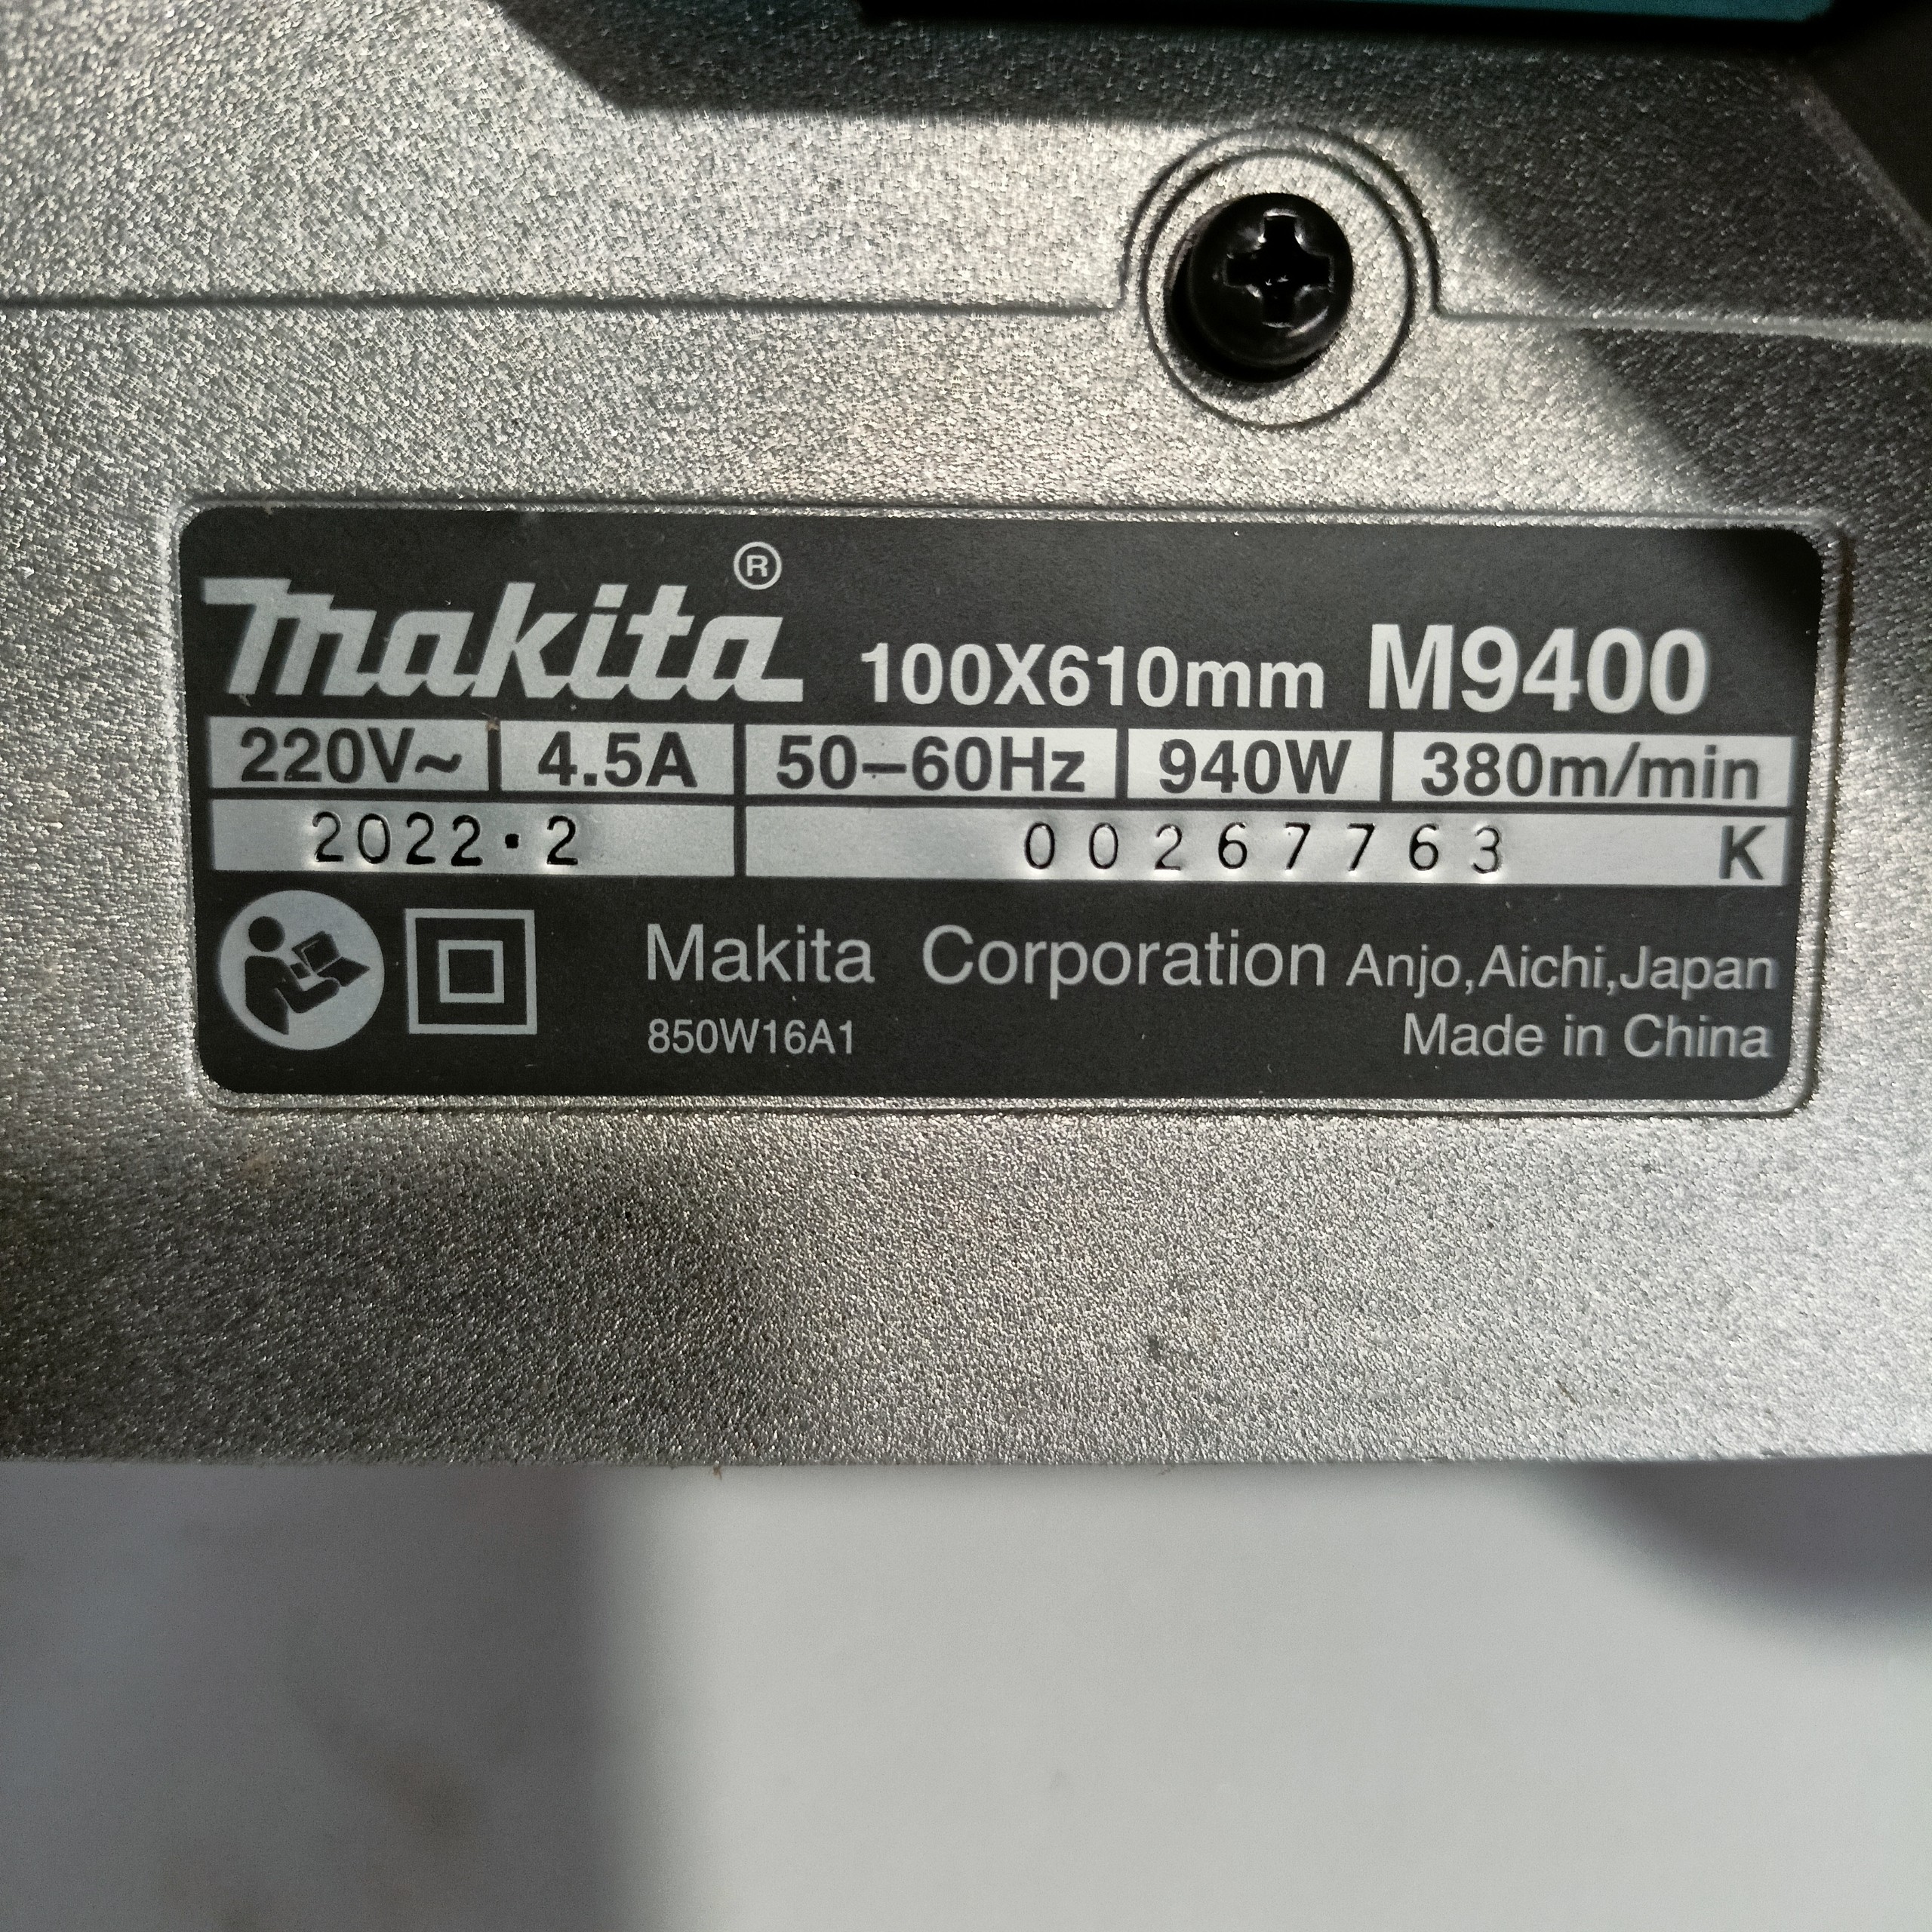 makita® 100X610mm M9400
220V~ 4.5A 50–60Hz 940W 380m/min
2022·2 00267763 K
Makita Corporation Anjo,Aichi,Japan
850W16A1 Made in China